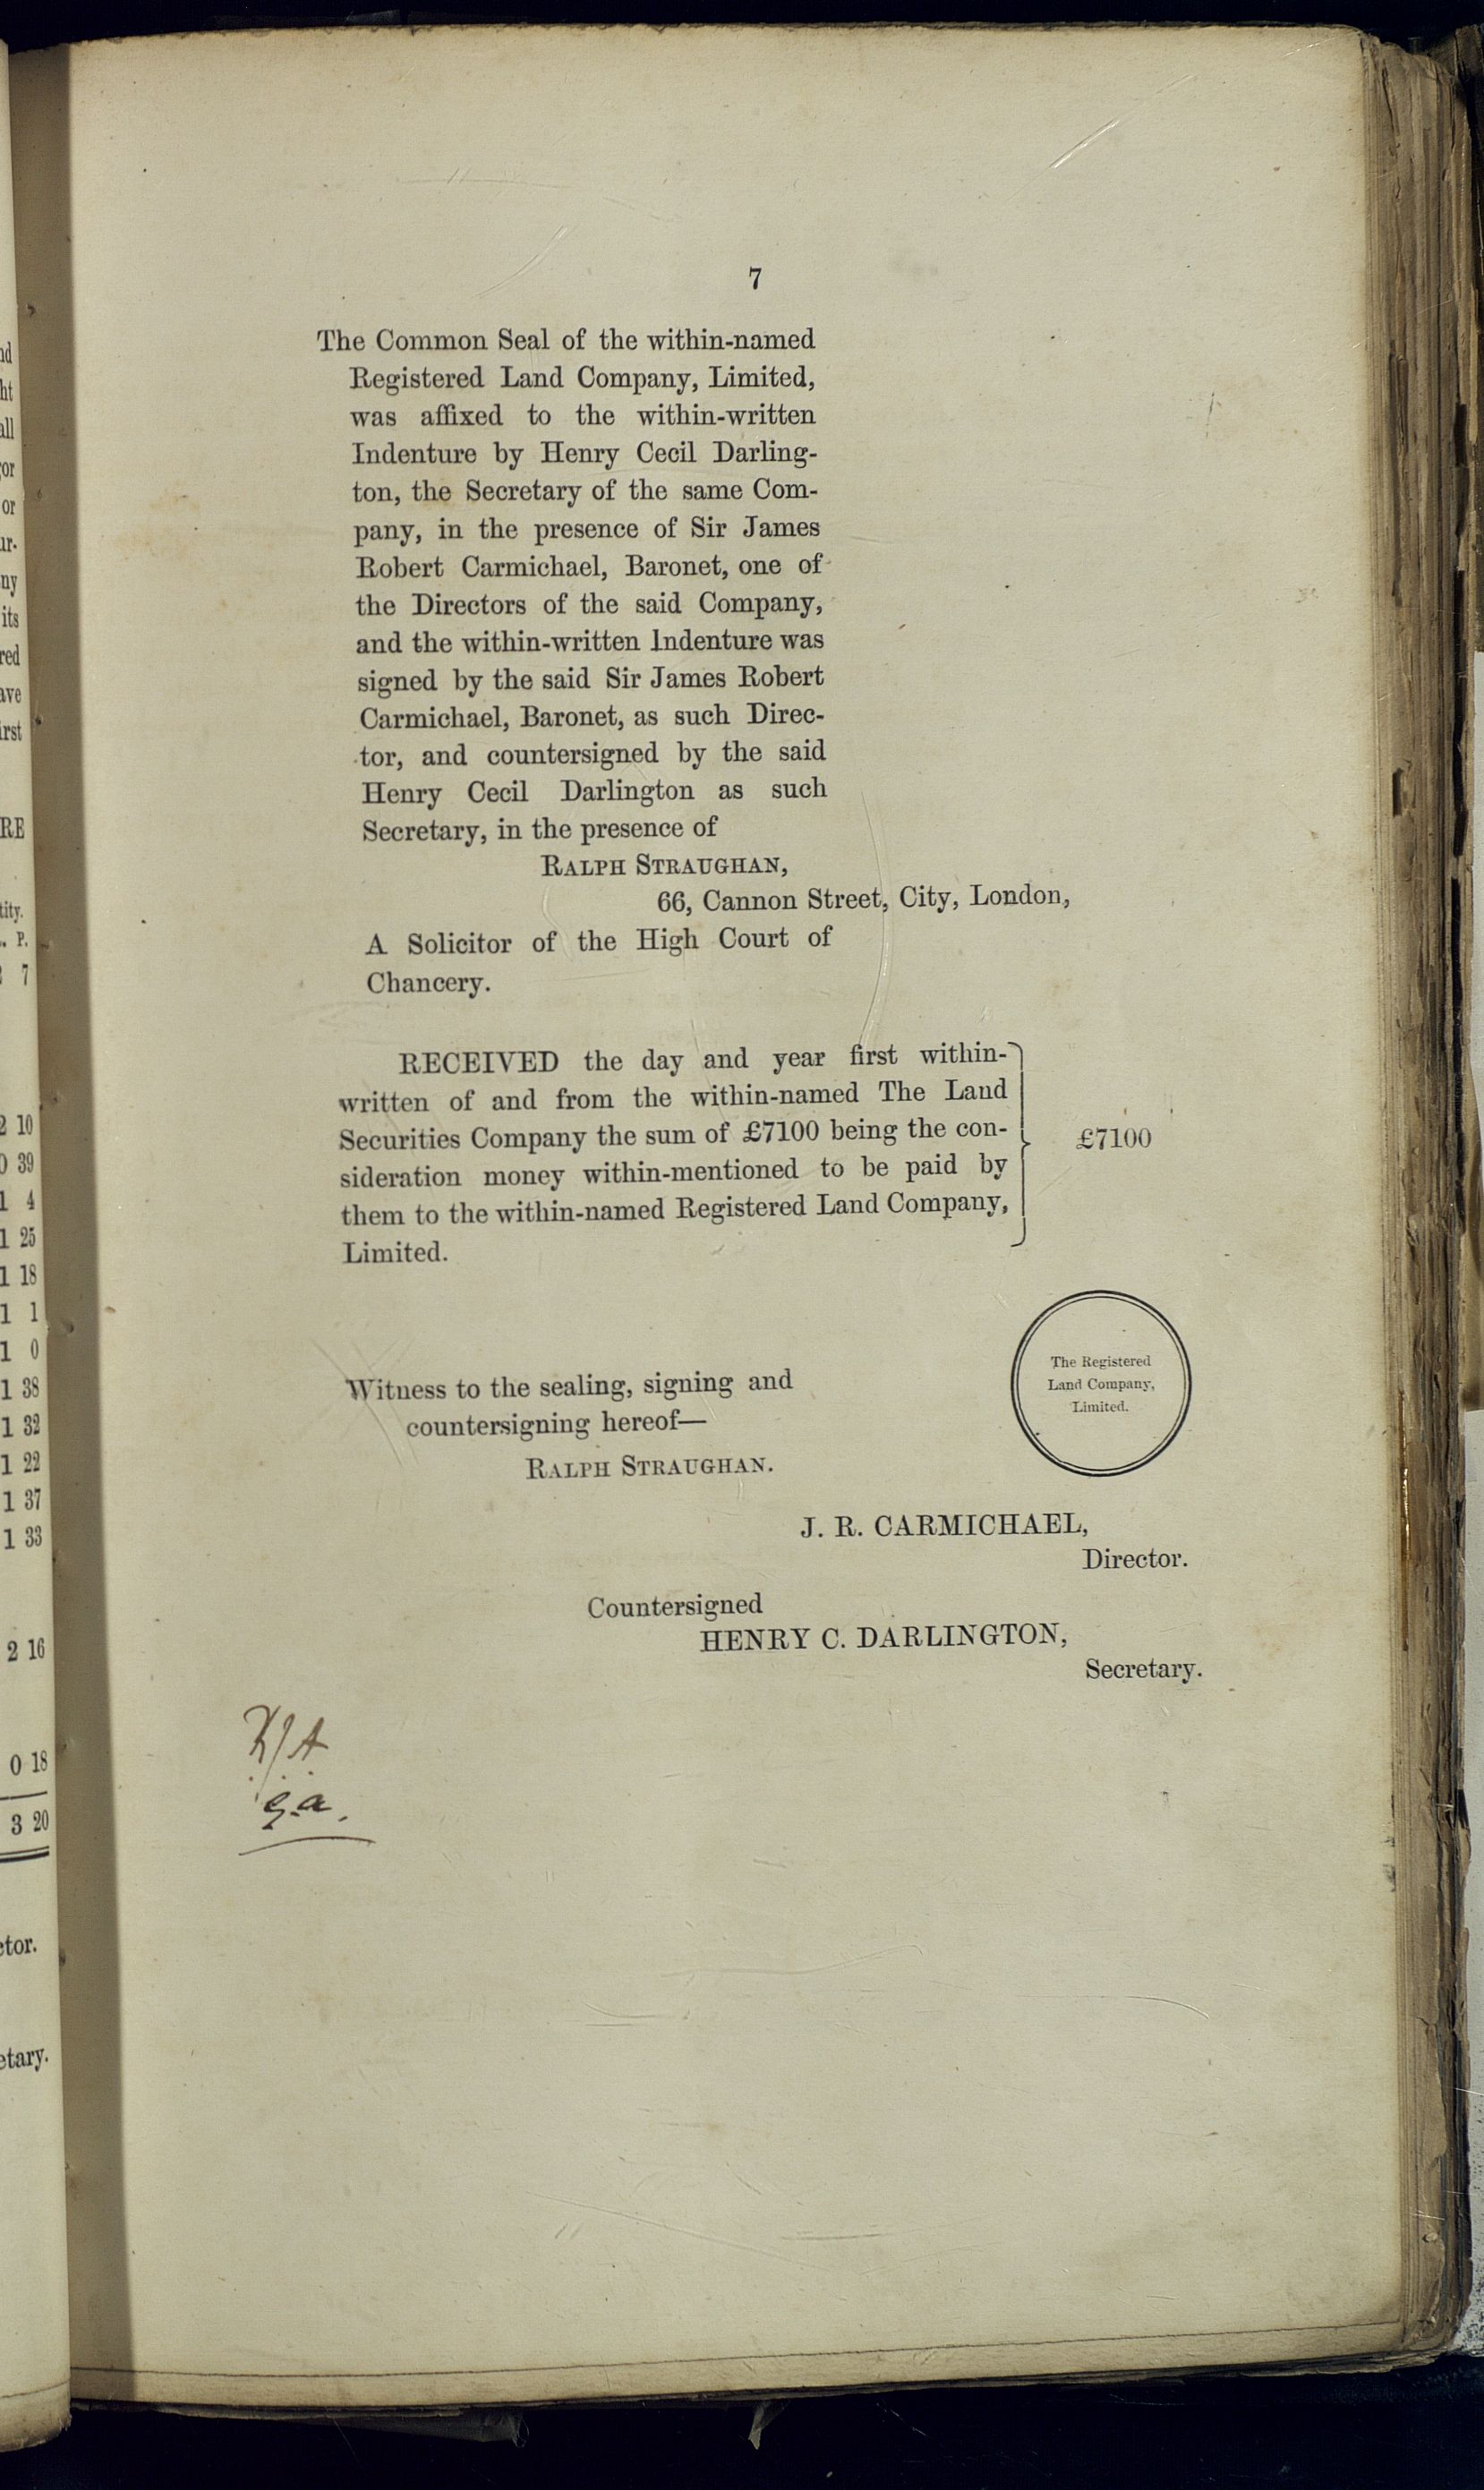 7
The Common Seal of the within-named
Registered Land Company, Limited,
was affixed to the within-written
Indenture by Henry Cecil Darling-
ton, the Secretary of the same Com-
pany, in the presence of Sir James
Robert Carmichael, Baronet, one of
the Directors of the said Company,
and the within-written Indenture was
signed by the said Sir James Robert
Carmichael, Baronet, as such Direc-
tor, and countersigned by the said
Henry Cecil Darlington as such
Secretary, in the presence of
RALPH STRAUGHAN,
66, Cannon Street, City, London,
A Solicitor of the High Court of
Chancery.
RECEIVED the day and year first within-
written of and from the within-named The Land
Securities Company the sum of £7100 being the con-
sideration money within-mentioned to be paid by
them to the within-named Registered Land Company,
Limited.
£7100
The Registered
Land Company,
Limited.
Witness to the sealing, signing and
countersigning hereof—
RALPH STRAUGHAN.
J. R. CARMICHAEL,
Director.
Countersigned
HENRY C. DARLINGTON,
Secretary.